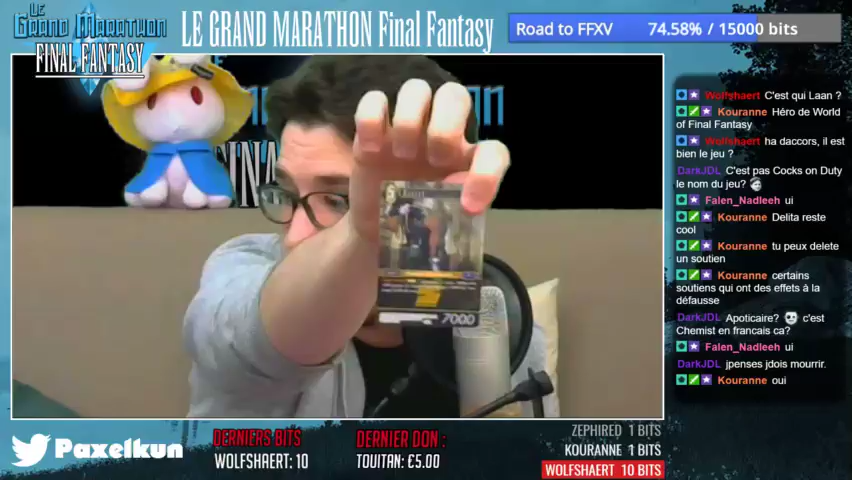 LE
GRAND MARATHON
FINAL FANTASY
LE GRAND MARATHON Final Fantasy
Road to FFXV 74.58% / 15000 bits
Wolfshaert C'est qui Laan ?
Kouranne Héro de World
of Final Fantasy
Wolfshaert ha daccors, il est
bien le jeu ?
DarkJDL C'est pas Cocks on Duty
le nom du jeu?
Falen_Nadleeh ui
Kouranne Delita reste
cool
Kouranne tu peux delete
un soutien
Kouranne certains
soutiens qui ont des effets à la
défausse
DarkJDL Apoticaire? c'est
Chemist en francais ca?
Falen_Nadleeh ui
DarkJDL jpenses jdois mourrir.
Kouranne oui
7000
Paxelkun
DERNIERS BITS
WOLFSHAERT: 10
DERNIER DON :
TOUITAN: €5.00
ZEPHIRED 1 BITS
KOURANNE 1 BITS
WOLFSHAERT 10 BITS